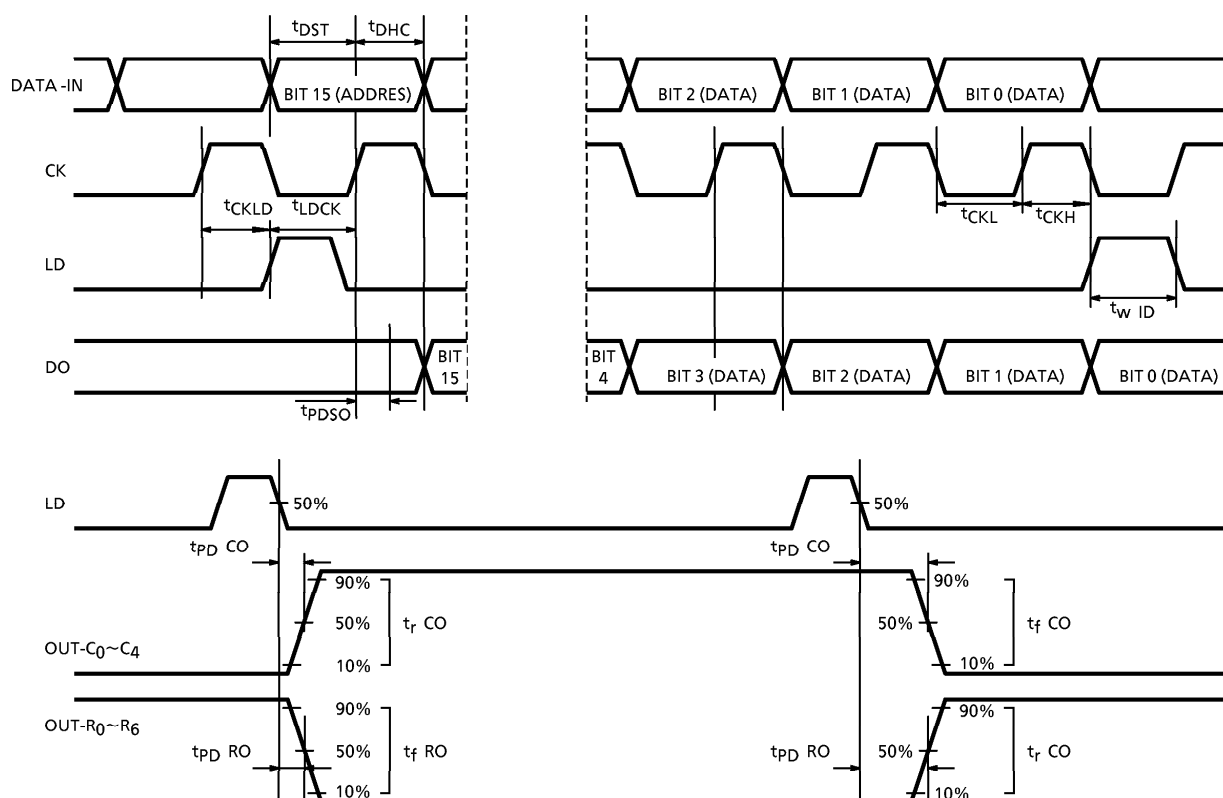 tDST tDHC
DATA-IN BIT 15 (ADDRES) BIT 2 (DATA) BIT 1 (DATA) BIT 0 (DATA)
CK
tCKLD tLDCK tCKL tCKH
LD
tw ID
DO BIT 15 BIT 4 BIT 3 (DATA) BIT 2 (DATA) BIT 1 (DATA) BIT 0 (DATA)
tPDSO
LD 50% 50%
tPD CO tPD CO
90% 90%
50% tr CO 50% tf CO
OUT-C0~C4 10% 10%
OUT-R0~R6 90% 90%
tPD RO 50% tf RO tPD RO 50% tr CO
10% 10%